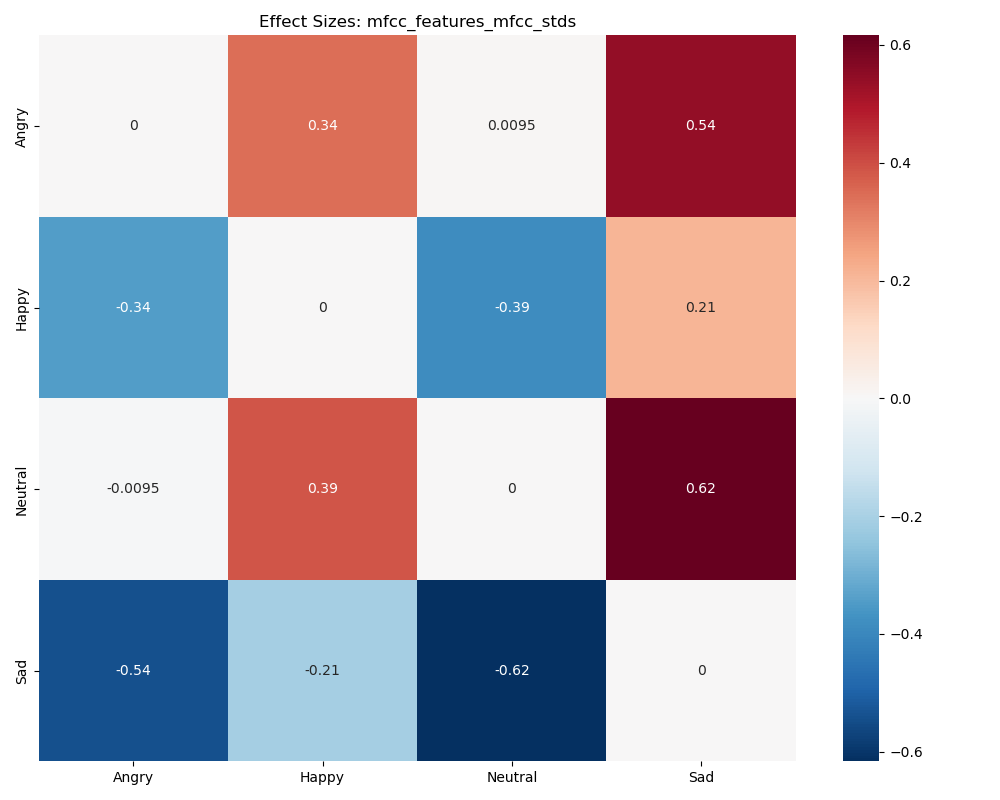 Effect Sizes: mfcc_features_mfcc_stds
Angry 0 0.34 0.0095 0.54
Happy -0.34 0 -0.39 0.21
Neutral -0.0095 0.39 0 0.62
Sad -0.54 -0.21 -0.62 0
Angry Happy Neutral Sad
0.6
0.4
0.2
0.0
−0.2
−0.4
−0.6